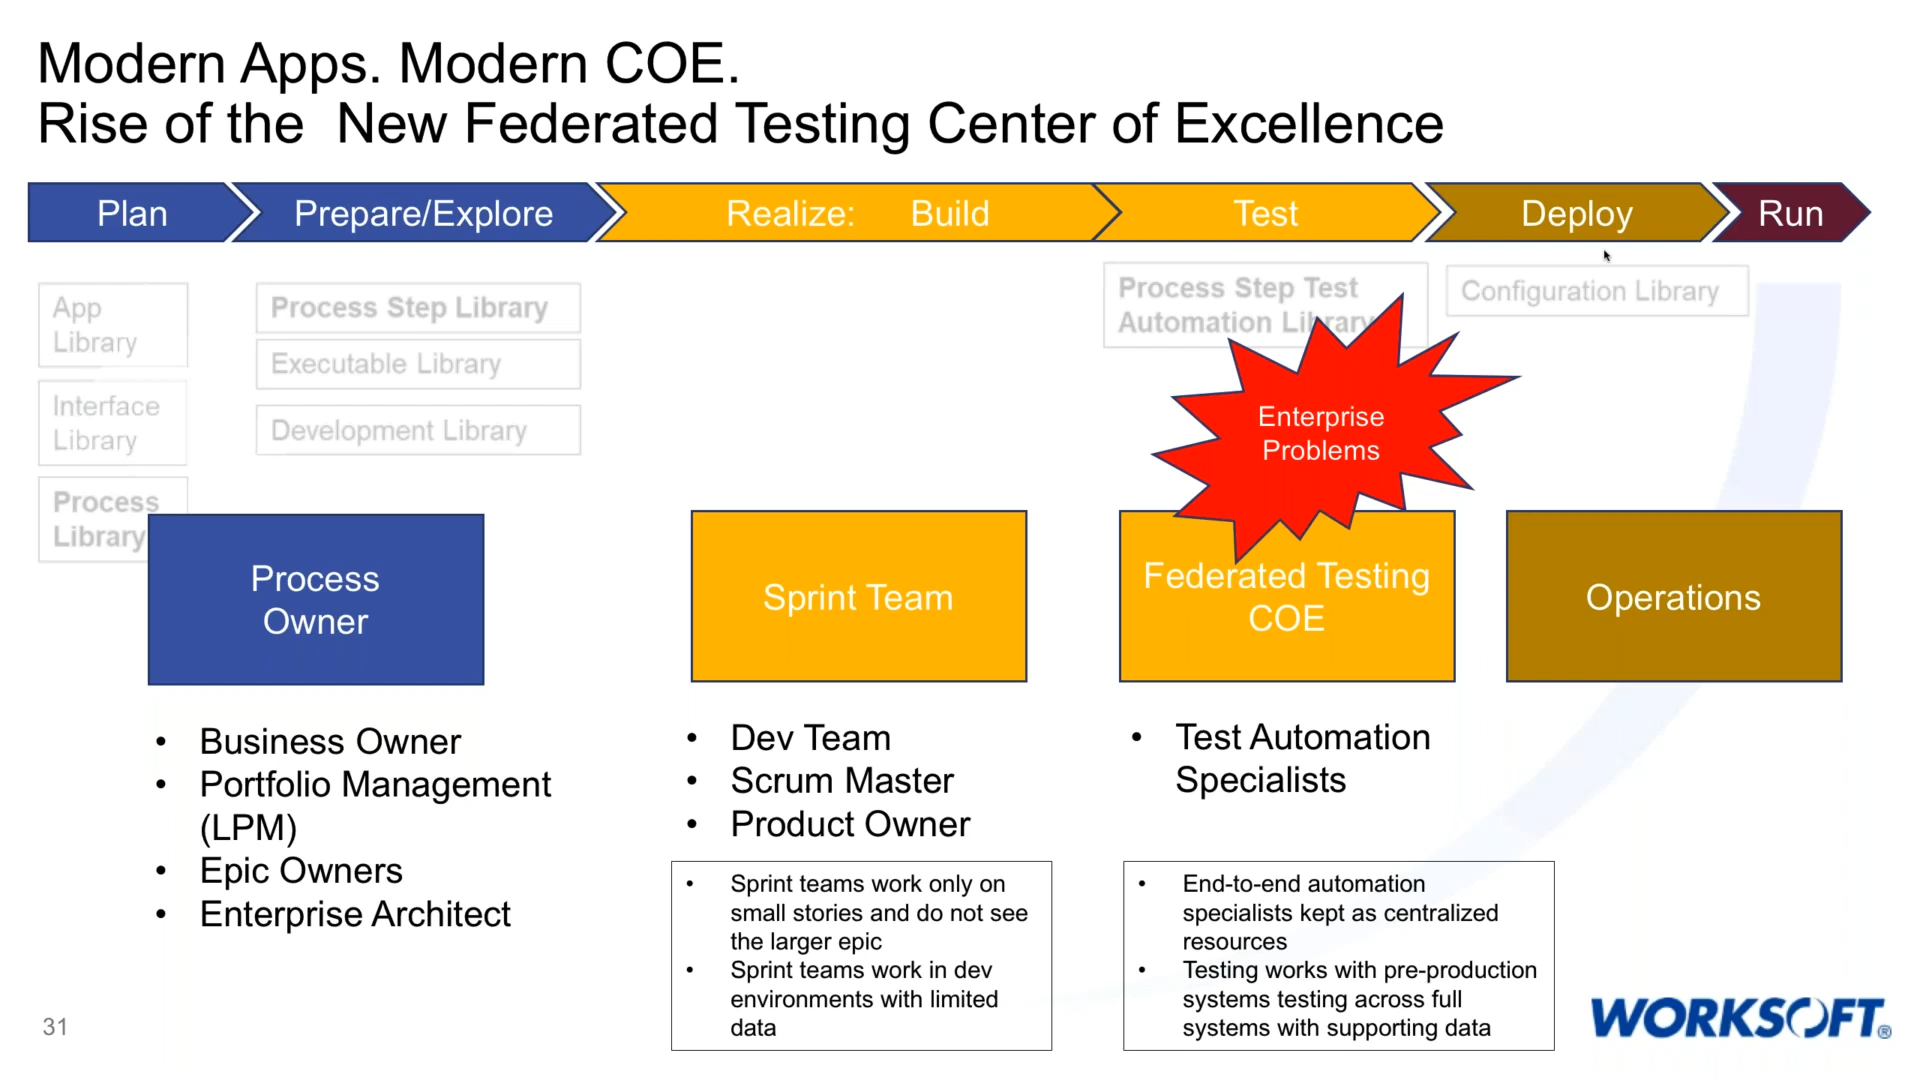 Modern Apps. Modern COE.
Rise of the  New Federated Testing Center of Excellence
Plan
Prepare/Explore
Realize:
Build
Test
Deploy
Run
App
Library
Interface
Library
Process
Library
Process Step Library
Executable Library
Development Library
Process Step Test
Automation Library
Configuration Library
Enterprise
Problems
Process
Owner
Sprint Team
Federated Testing
COE
Operations
• Business Owner
• Portfolio Management
(LPM)
• Epic Owners
• Enterprise Architect
• Dev Team
• Scrum Master
• Product Owner
• Test Automation
Specialists
• Sprint teams work only on
small stories and do not see
the larger epic
• Sprint teams work in dev
environments with limited
data
• End-to-end automation
specialists kept as centralized
resources
• Testing works with pre-production
systems testing across full
systems with supporting data
31
WORKSOFT®